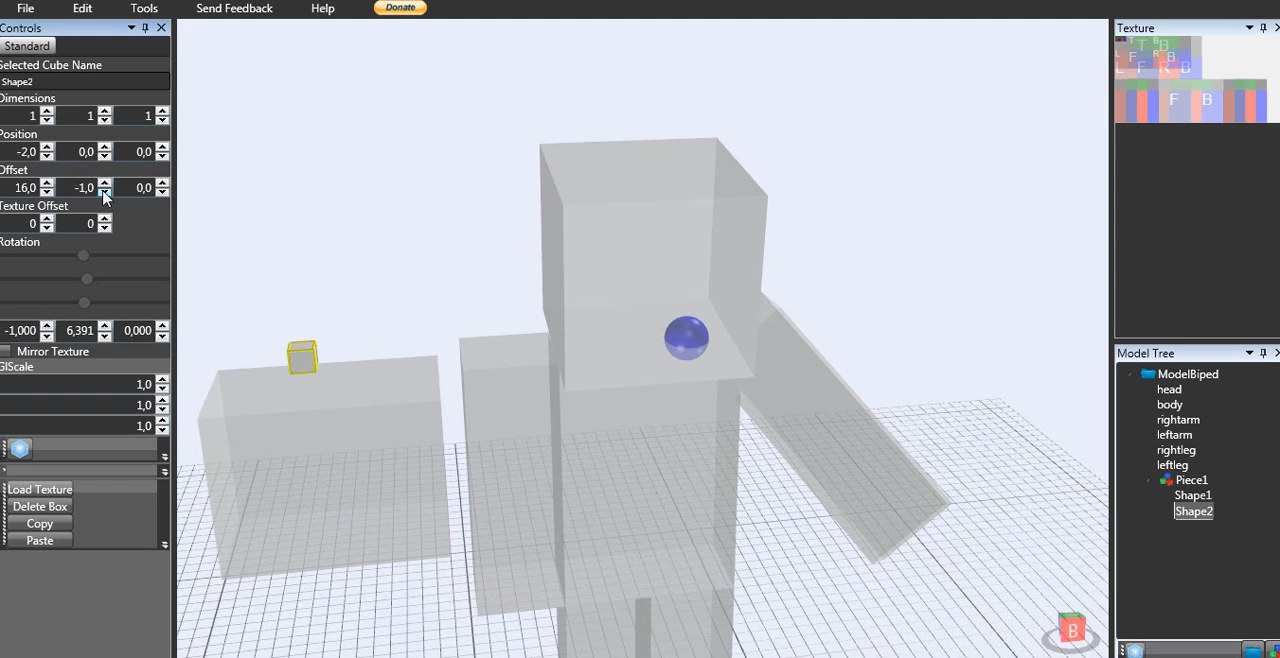 File Edit Tools Send Feedback Help Donate
Controls
Standard
Selected Cube Name
Shape2
Dimensions
1 1 1
Position
-2,0 0,0 0,0
Offset
16,0 -1,0 0,0
Texture Offset
0 0
Rotation
-1,000 6,391 0,000
Mirror Texture
GlScale
1,0
1,0
1,0
Load Texture
Delete Box
Copy
Paste
B
Texture
T T B
F R B
L F R B
F B
Model Tree
ModelBiped
head
body
rightarm
leftarm
rightleg
leftleg
Piece1
Shape1
Shape2